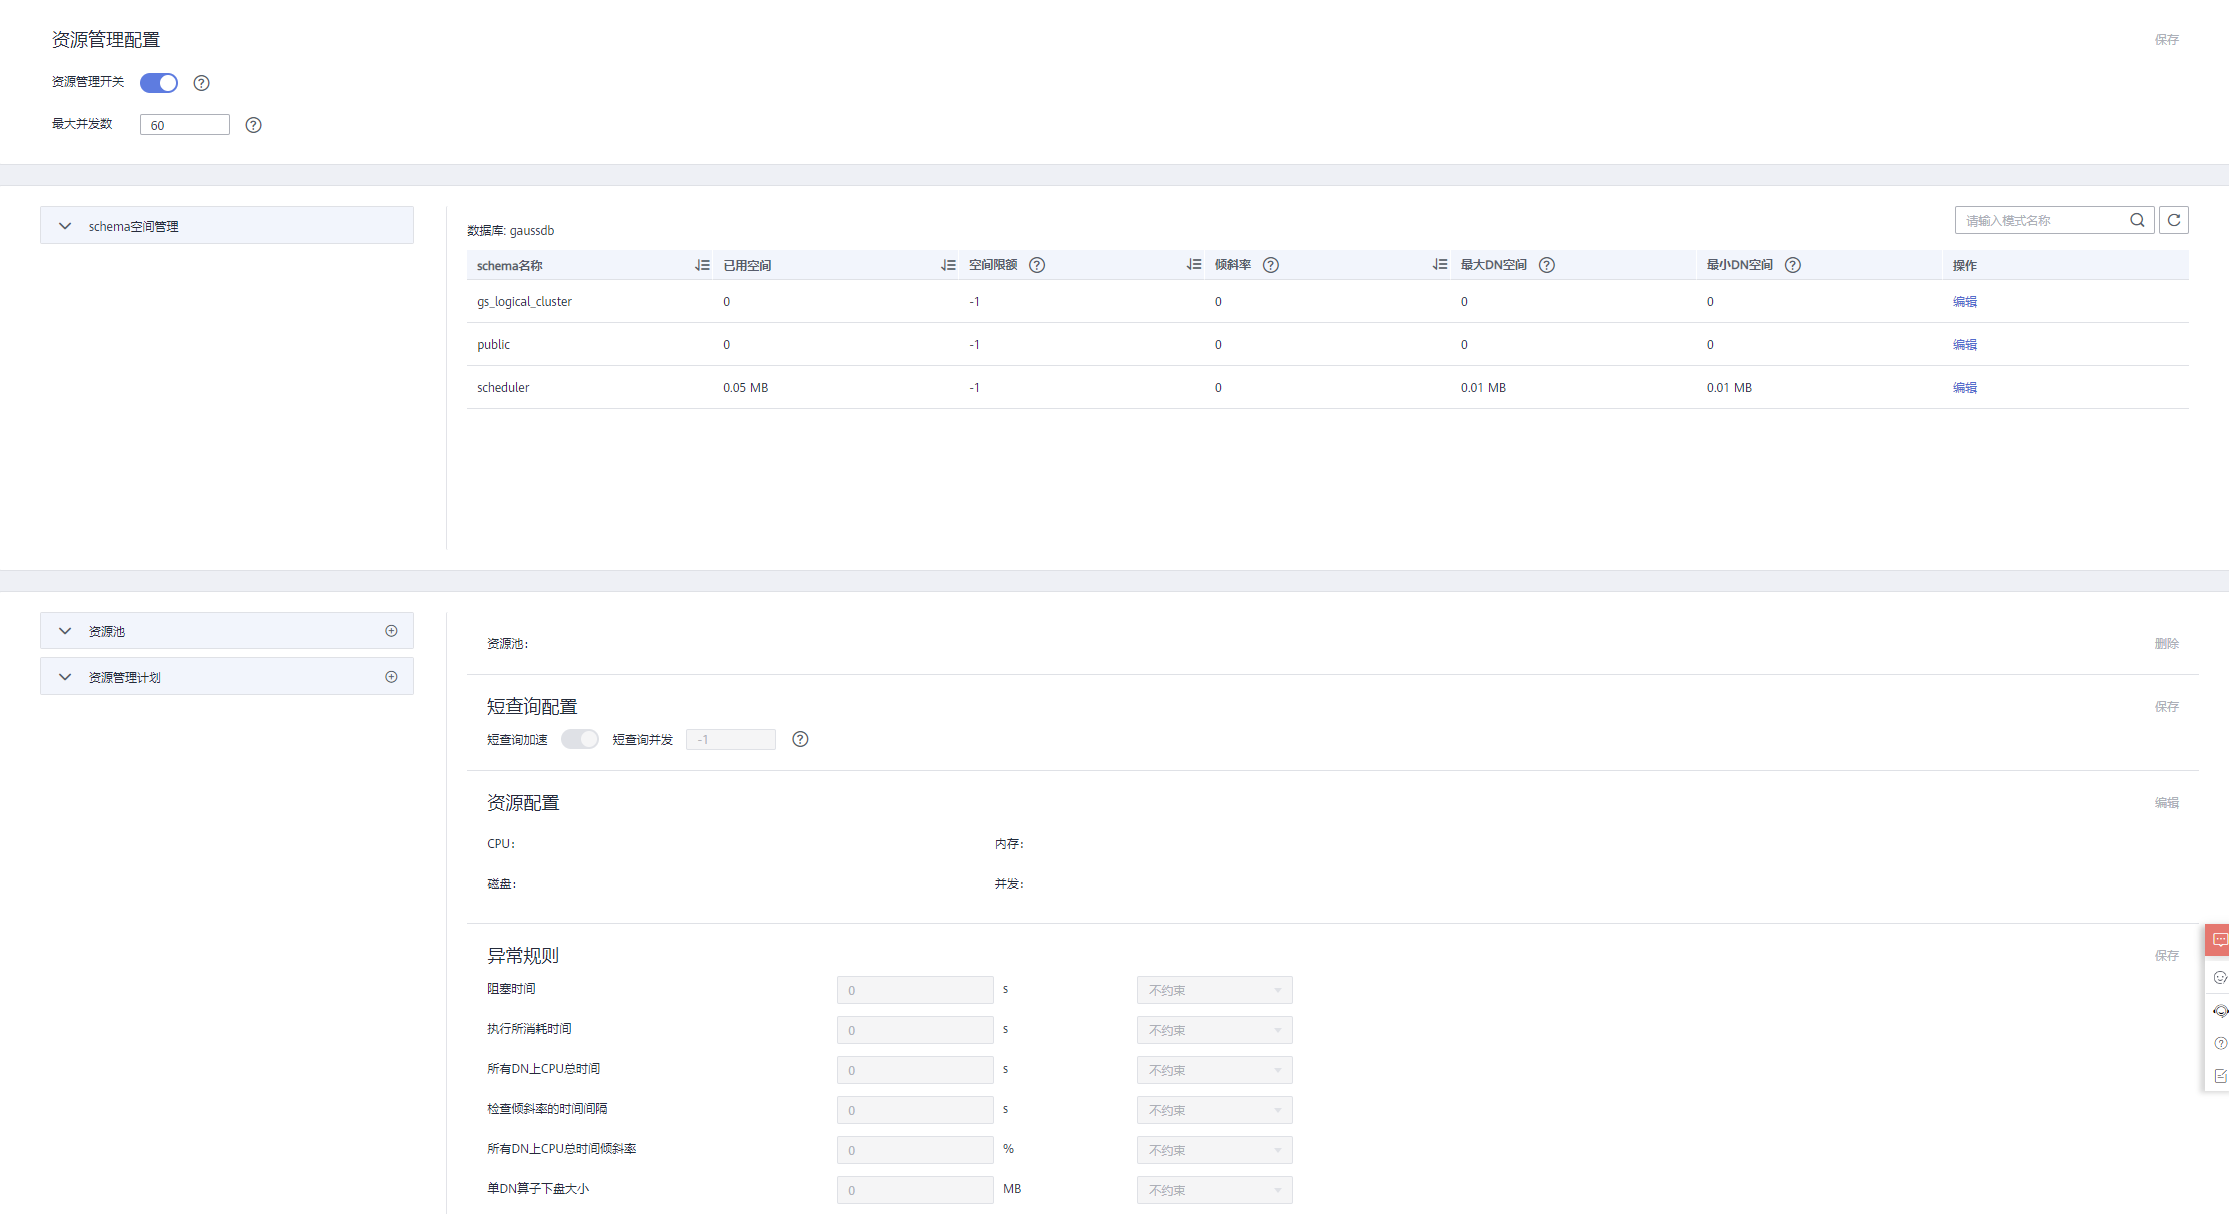 资源管理配置 保存
资源管理开关
最大并发数 60
schema空间管理
数据库: gaussdb 请输入模式名称
schema名称 已用空间 空间限额 倾斜率 最大DN空间 最小DN空间 操作
gs_logical_cluster 0 -1 0 0 0 编辑
public 0 -1 0 0 0 编辑
scheduler 0.05 MB -1 0 0.01 MB 0.01 MB 编辑
资源池
资源管理计划
资源池： 删除
短查询配置 保存
短查询加速 短查询并发 -1
资源配置 编辑
CPU： 内存：
磁盘： 并发：
异常规则 保存
阻塞时间 0 s 不约束
执行所消耗时间 0 s 不约束
所有DN上CPU总时间 0 s 不约束
检查倾斜率的时间间隔 0 s 不约束
所有DN上CPU总时间倾斜率 0 % 不约束
单DN算子下盘大小 0 MB 不约束